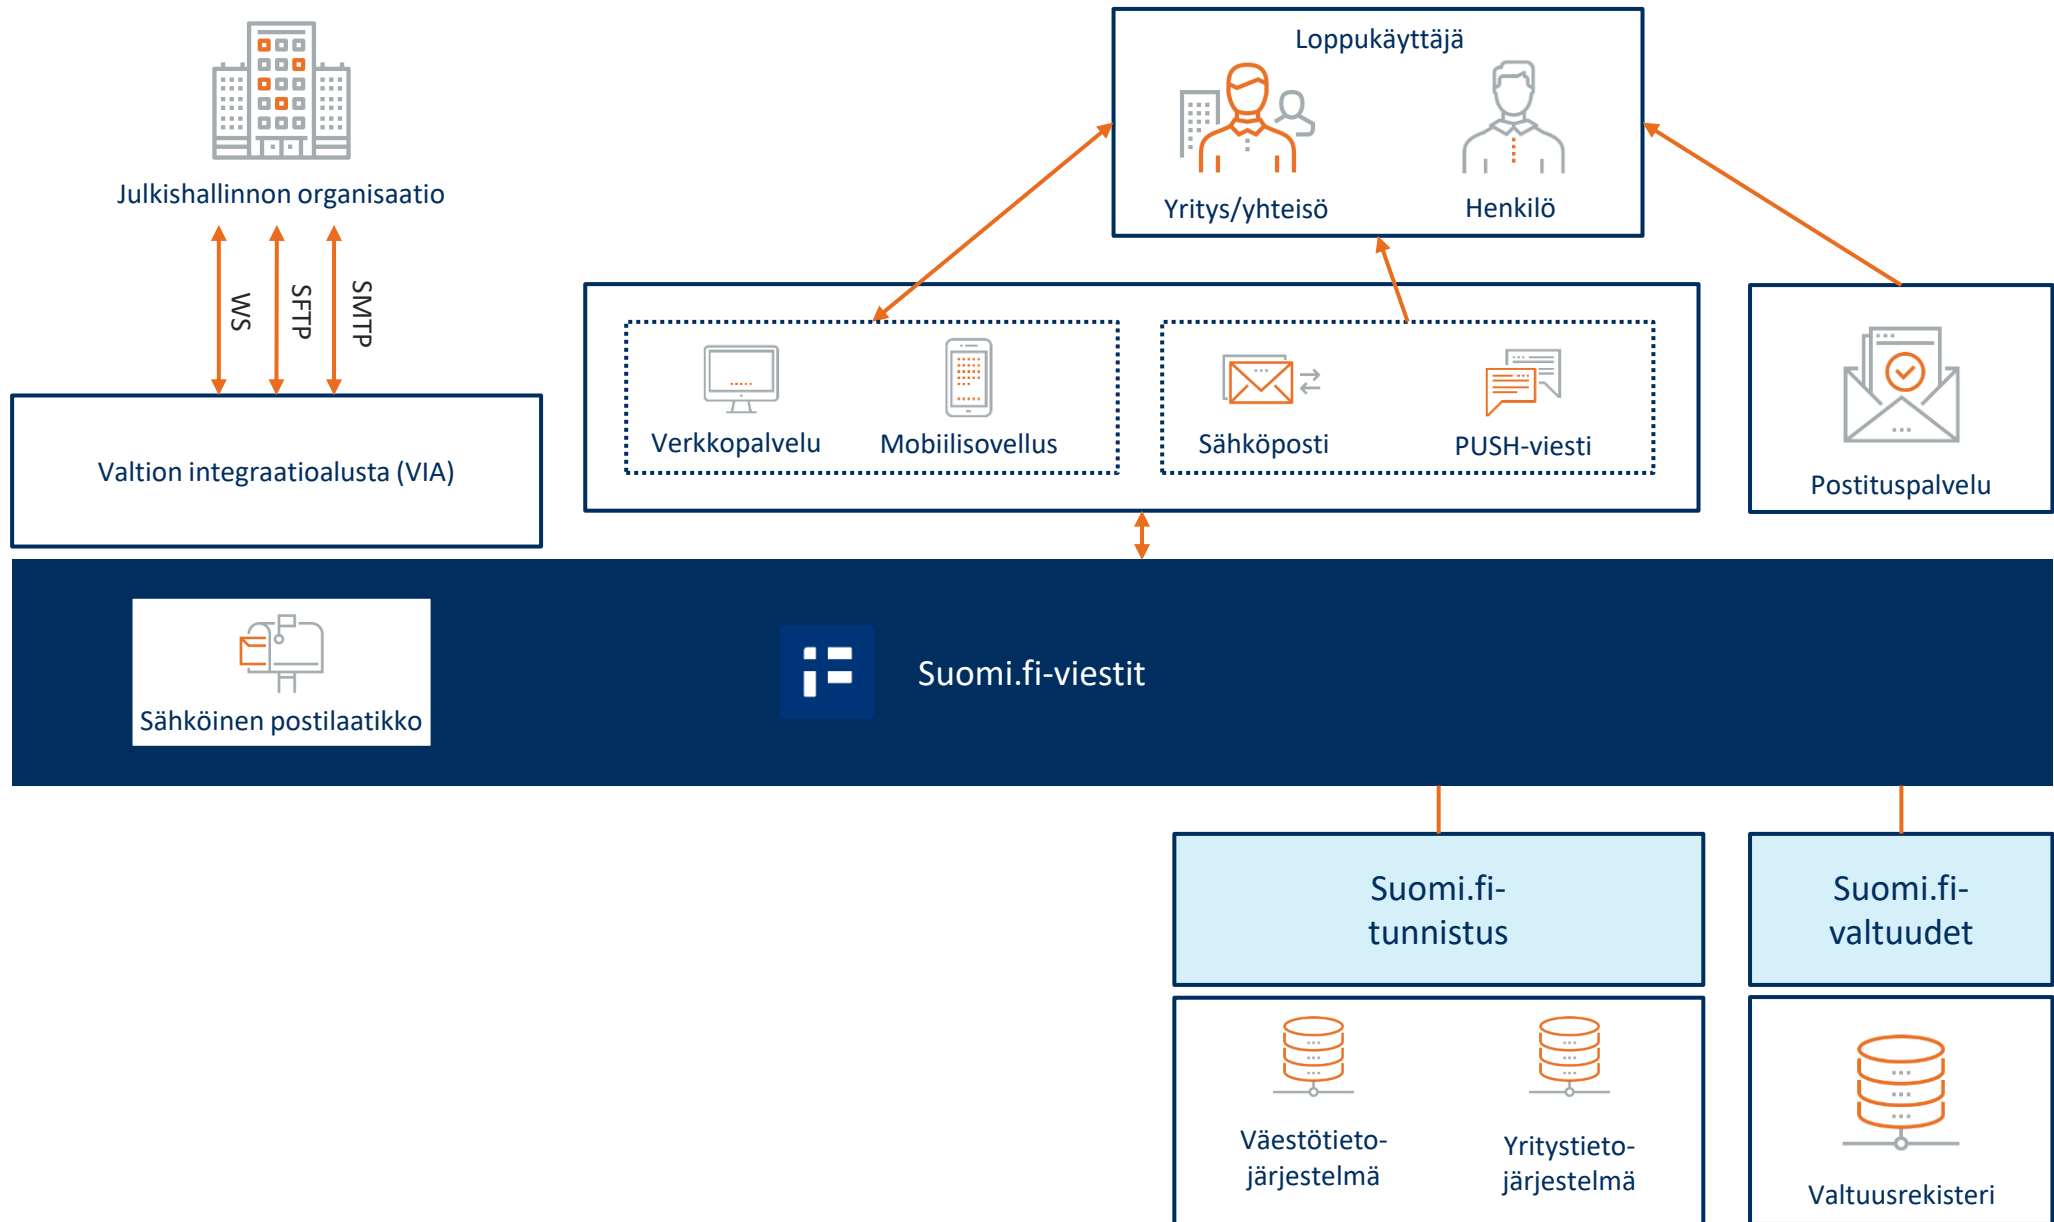 Loppukäyttäjä
Julkishallinnon organisaatio
Yritys/yhteisö
Henkilö
WS
SFTP
SMTP
Valtion integraatioalusta (VIA)
Verkkopalvelu
Mobiilisovellus
Sähköposti
PUSH-viesti
Postituspalvelu
Sähköinen postilaatikko
Suomi.fi-viestit
Suomi.fi-
tunnistus
Suomi.fi-
valtuudet
Väestötieto-
järjestelmä
Yritystieto-
järjestelmä
Valtuusrekisteri